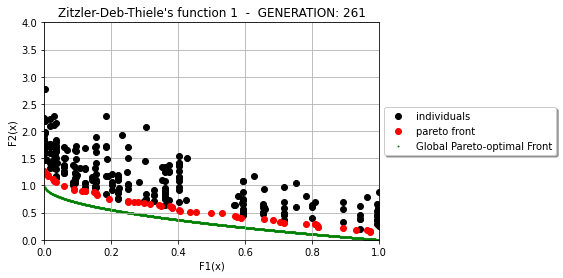 Zitzler-Deb-Thiele's function 1  -  GENERATION: 261
4.0
3.5
3.0
2.5
2.0
1.5
1.0
0.5
0.0
F2(x)
0.0 0.2 0.4 0.6 0.8 1.0
F1(x)
individuals
pareto front
Global Pareto-optimal Front